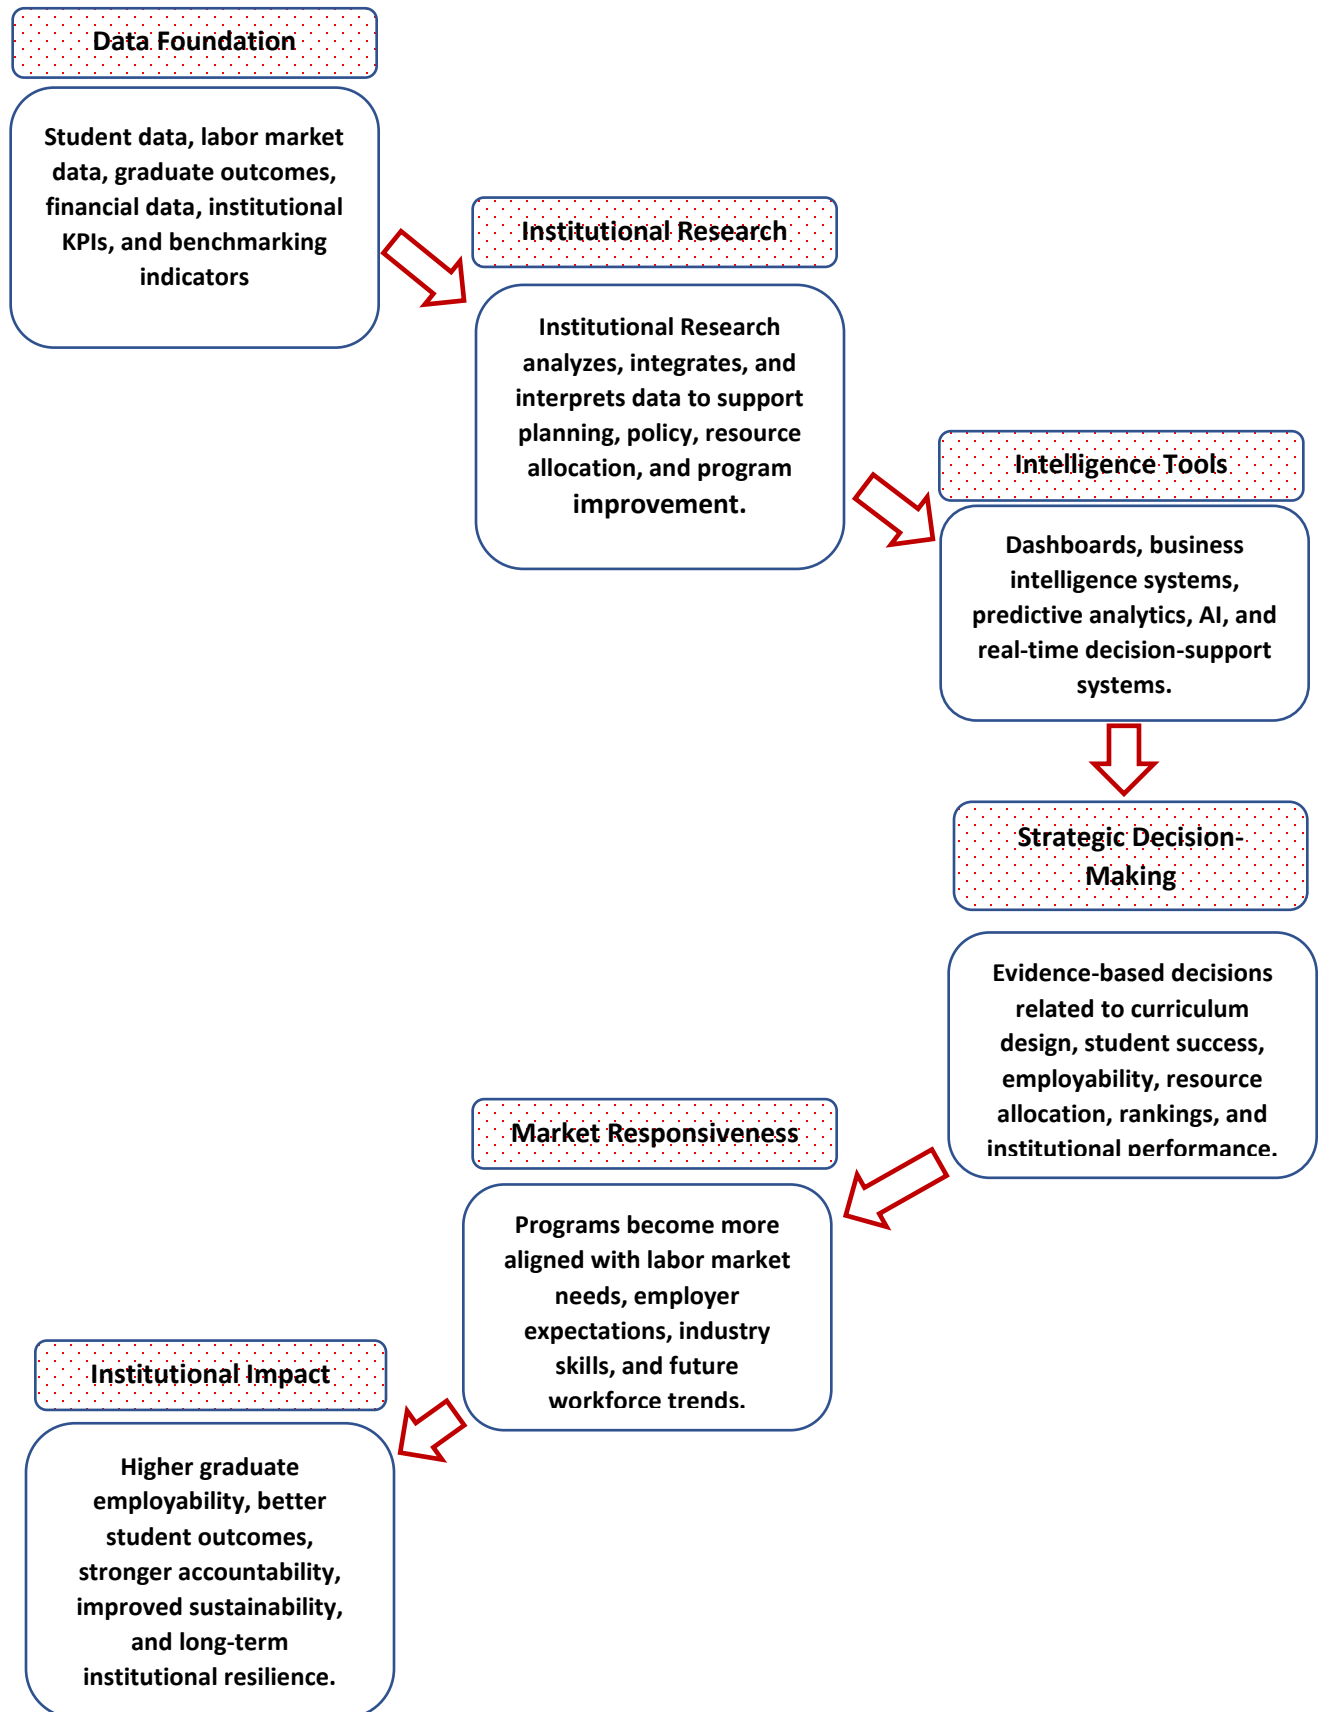 Data Foundation
Student data, labor market
data, graduate outcomes,
financial data, institutional
KPIs, and benchmarking
indicators
Institutional Research
Institutional Research
analyzes, integrates, and
interprets data to support
planning, policy, resource
allocation, and program
improvement.
Intelligence Tools
Dashboards, business
intelligence systems,
predictive analytics, AI, and
real-time decision-support
systems.
Strategic Decision-
Making
Evidence-based decisions
related to curriculum
design, student success,
employability, resource
allocation, rankings, and
institutional performance.
Market Responsiveness
Programs become more
aligned with labor market
needs, employer
expectations, industry
skills, and future
workforce trends.
Institutional Impact
Higher graduate
employability, better
student outcomes,
stronger accountability,
improved sustainability,
and long-term
institutional resilience.